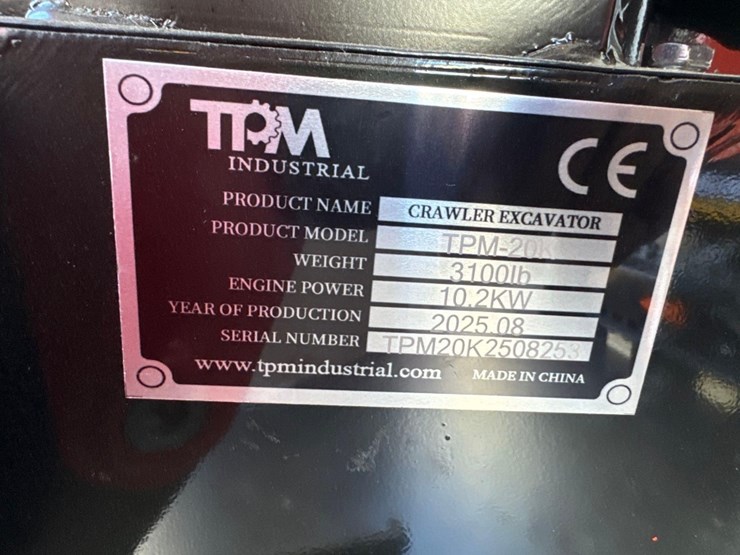 TPM
INDUSTRIAL
CE
PRODUCT NAME CRAWLER EXCAVATOR
PRODUCT MODEL TPM-20K
WEIGHT 3100lb
ENGINE POWER 10.2KW
YEAR OF PRODUCTION 2025.08
SERIAL NUMBER TPM20K2508253
www.tpmindustrial.com MADE IN CHINA